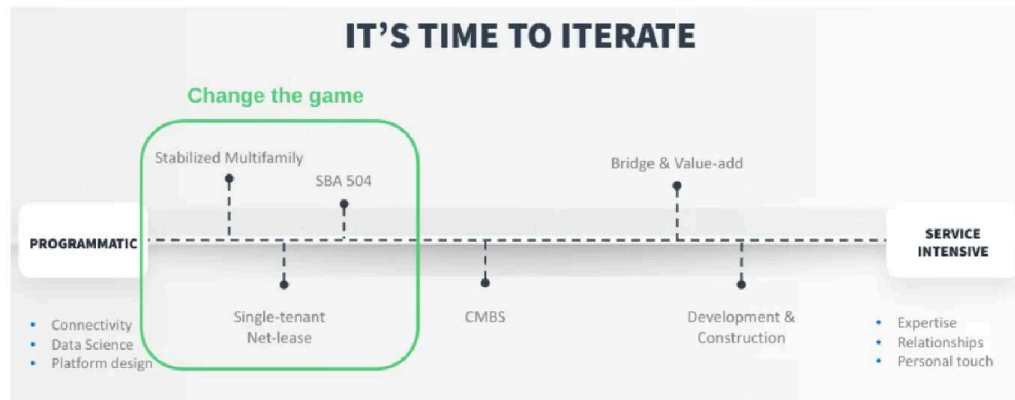 IT'S TIME TO ITERATE
Change the game
Stabilized Multifamily
SBA 504
Bridge & Value-add
PROGRAMMATIC
SERVICE
INTENSIVE
Single-tenant
Net-lease
CMBS
Development &
Construction
• Connectivity
• Data Science
• Platform design
• Expertise
• Relationships
• Personal touch